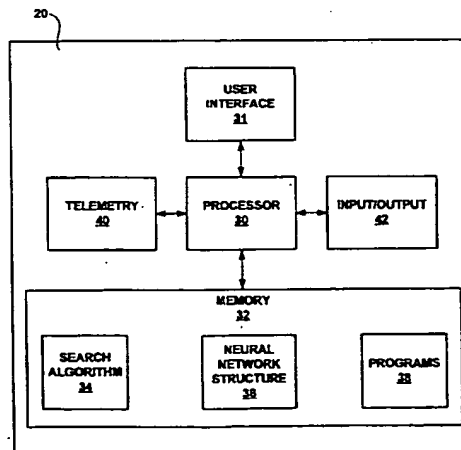 20
USER
INTERFACE
31
TELEMETRY
40
PROCESSOR
30
INPUT/OUTPUT
42
MEMORY
32
SEARCH
ALGORITHM
34
NEURAL
NETWORK
STRUCTURE
PROGRAMS
38